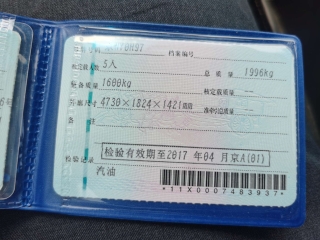 档案编号
核定载人数 5人 总质量 1996kg
整备质量 1600kg 核定载质量 --
外廓尺寸 4730×1824×1421mm 准牵引总质量 --
备注
检验有效期至2017年04月京A(01)
检验记录
汽油
*11X0007483937*